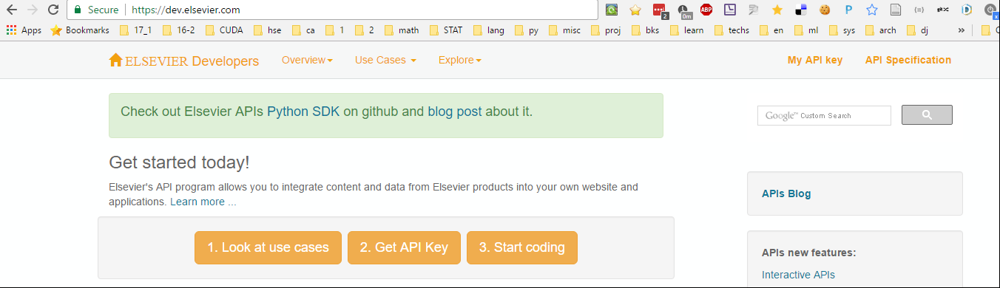 Secure https://dev.elsevier.com
2 0m ABP P x
Apps Bookmarks 17_1 16-2 CUDA hse ca 1 2 math STAT lang py misc proj bks learn techs en ml sys arch dj »
ELSEVIER Developers Overview Use Cases Explore My API key API Specification
Check out Elsevier APIs Python SDK on github and blog post about it.
Google™ Custom Search
Get started today!
Elsevier's API program allows you to integrate content and data from Elsevier products into your own website and
applications. Learn more ...
APIs Blog
1. Look at use cases 2. Get API Key 3. Start coding
APIs new features:
Interactive APIs